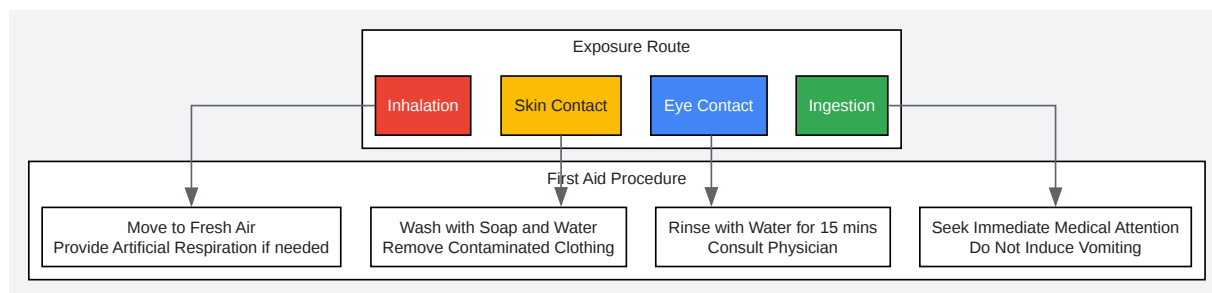 Exposure Route
Inhalation
Skin Contact
Eye Contact
Ingestion
First Aid Procedure
Move to Fresh Air
Provide Artificial Respiration if needed
Wash with Soap and Water
Remove Contaminated Clothing
Rinse with Water for 15 mins
Consult Physician
Seek Immediate Medical Attention
Do Not Induce Vomiting